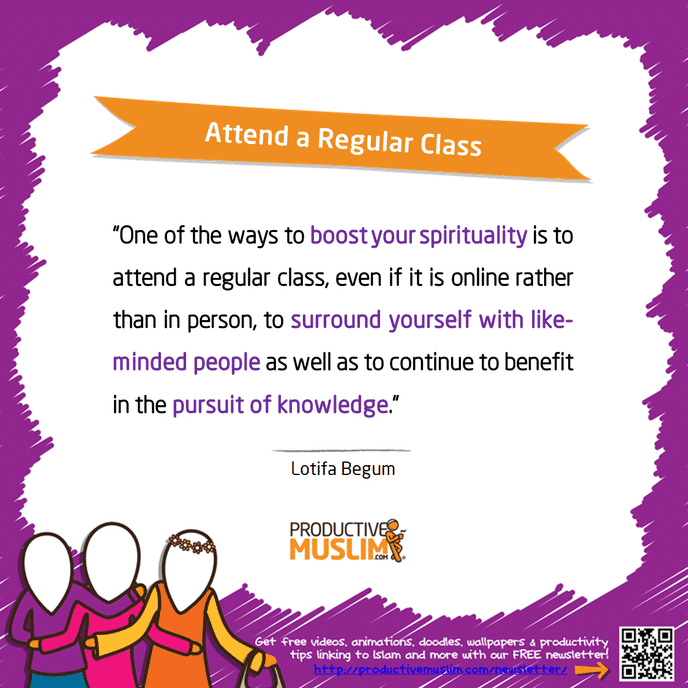 Attend a Regular Class
“One of the ways to boost your spirituality is to
attend a regular class, even if it is online rather
than in person, to surround yourself with like-
minded people as well as to continue to benefit
in the pursuit of knowledge.”
Lotifa Begum
PRODUCTIVE
MUSLIM
.COM
Get free videos, animations, doodles, wallpapers & productivity
tips linking to Islam and more with our FREE newsletter!
http://productivemuslim.com/newsletter/